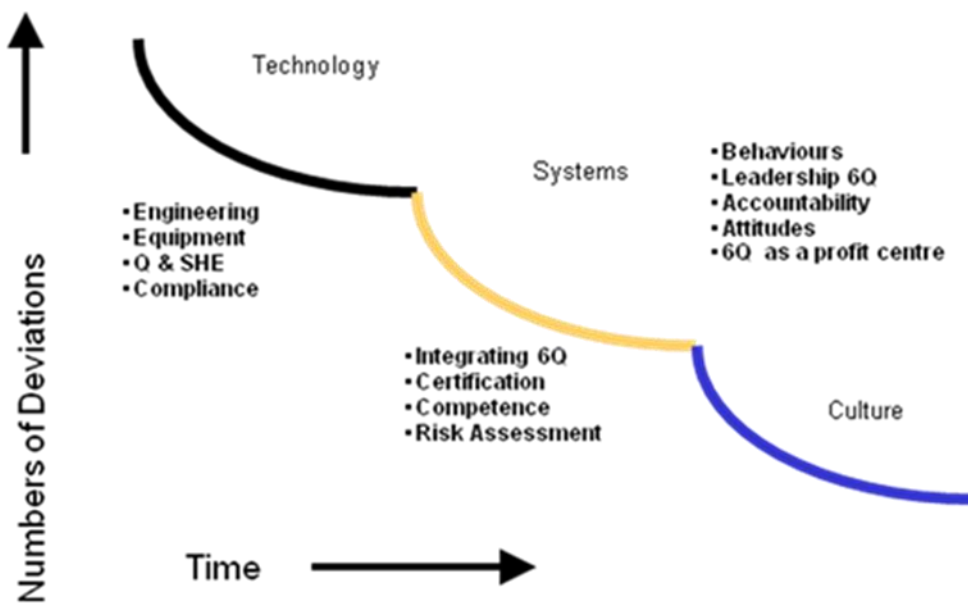 Technology
▪Engineering
▪Equipment
▪Q & SHE
▪Compliance
Systems
▪Integrating 6Q
▪Certification
▪Competence
▪Risk Assessment
▪Behaviours
▪Leadership 6Q
▪Accountability
▪Attitudes
▪6Q as a profit centre
Culture
Numbers of Deviations
Time